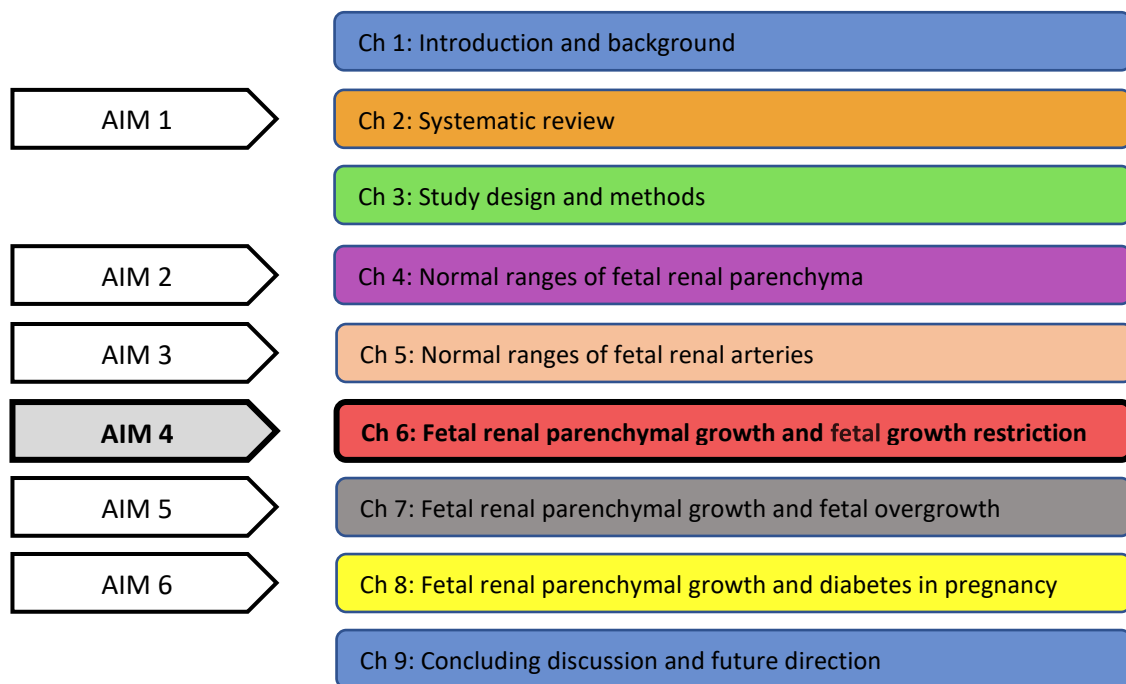 Ch 1: Introduction and background
AIM 1
Ch 2: Systematic review
Ch 3: Study design and methods
AIM 2
Ch 4: Normal ranges of fetal renal parenchyma
AIM 3
Ch 5: Normal ranges of fetal renal arteries
AIM 4
Ch 6: Fetal renal parenchymal growth and fetal growth restriction
AIM 5
Ch 7: Fetal renal parenchymal growth and fetal overgrowth
AIM 6
Ch 8: Fetal renal parenchymal growth and diabetes in pregnancy
Ch 9: Concluding discussion and future direction